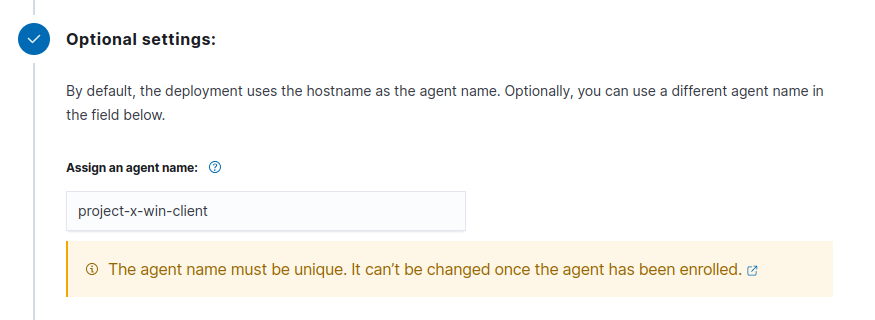 Optional settings:
By default, the deployment uses the hostname as the agent name. Optionally, you can use a different agent name in
the field below.
Assign an agent name:
project-x-win-client
The agent name must be unique. It can't be changed once the agent has been enrolled.